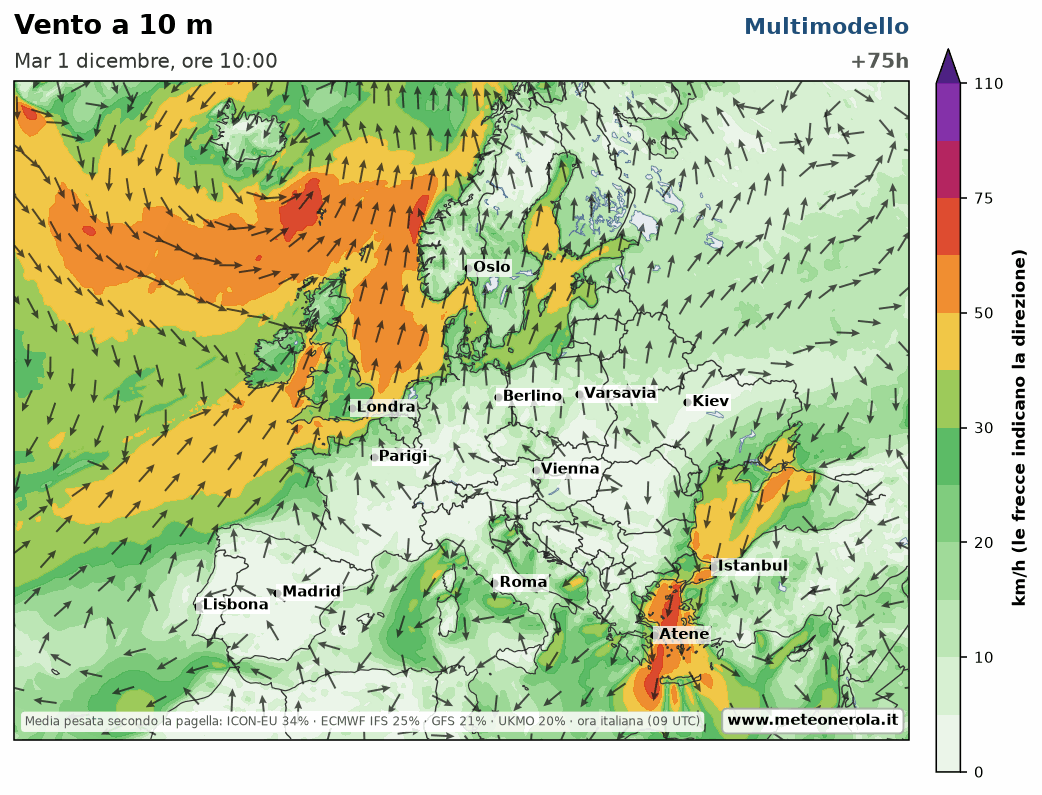 Vento a 10 m
Multimodello
Mar 1 dicembre, ore 10:00
+75h
110
75
50
30
20
10
0
km/h (le frecce indicano la direzione)
Oslo
Londra
Berlino
Varsavia
Kiev
Parigi
Vienna
Istanbul
Roma
Madrid
Lisbona
Atene
Media pesata secondo la pagella: ICON-EU 34% · ECMWF IFS 25% · GFS 21% · UKMO 20% · ora italiana (09 UTC)
www.meteonerola.it